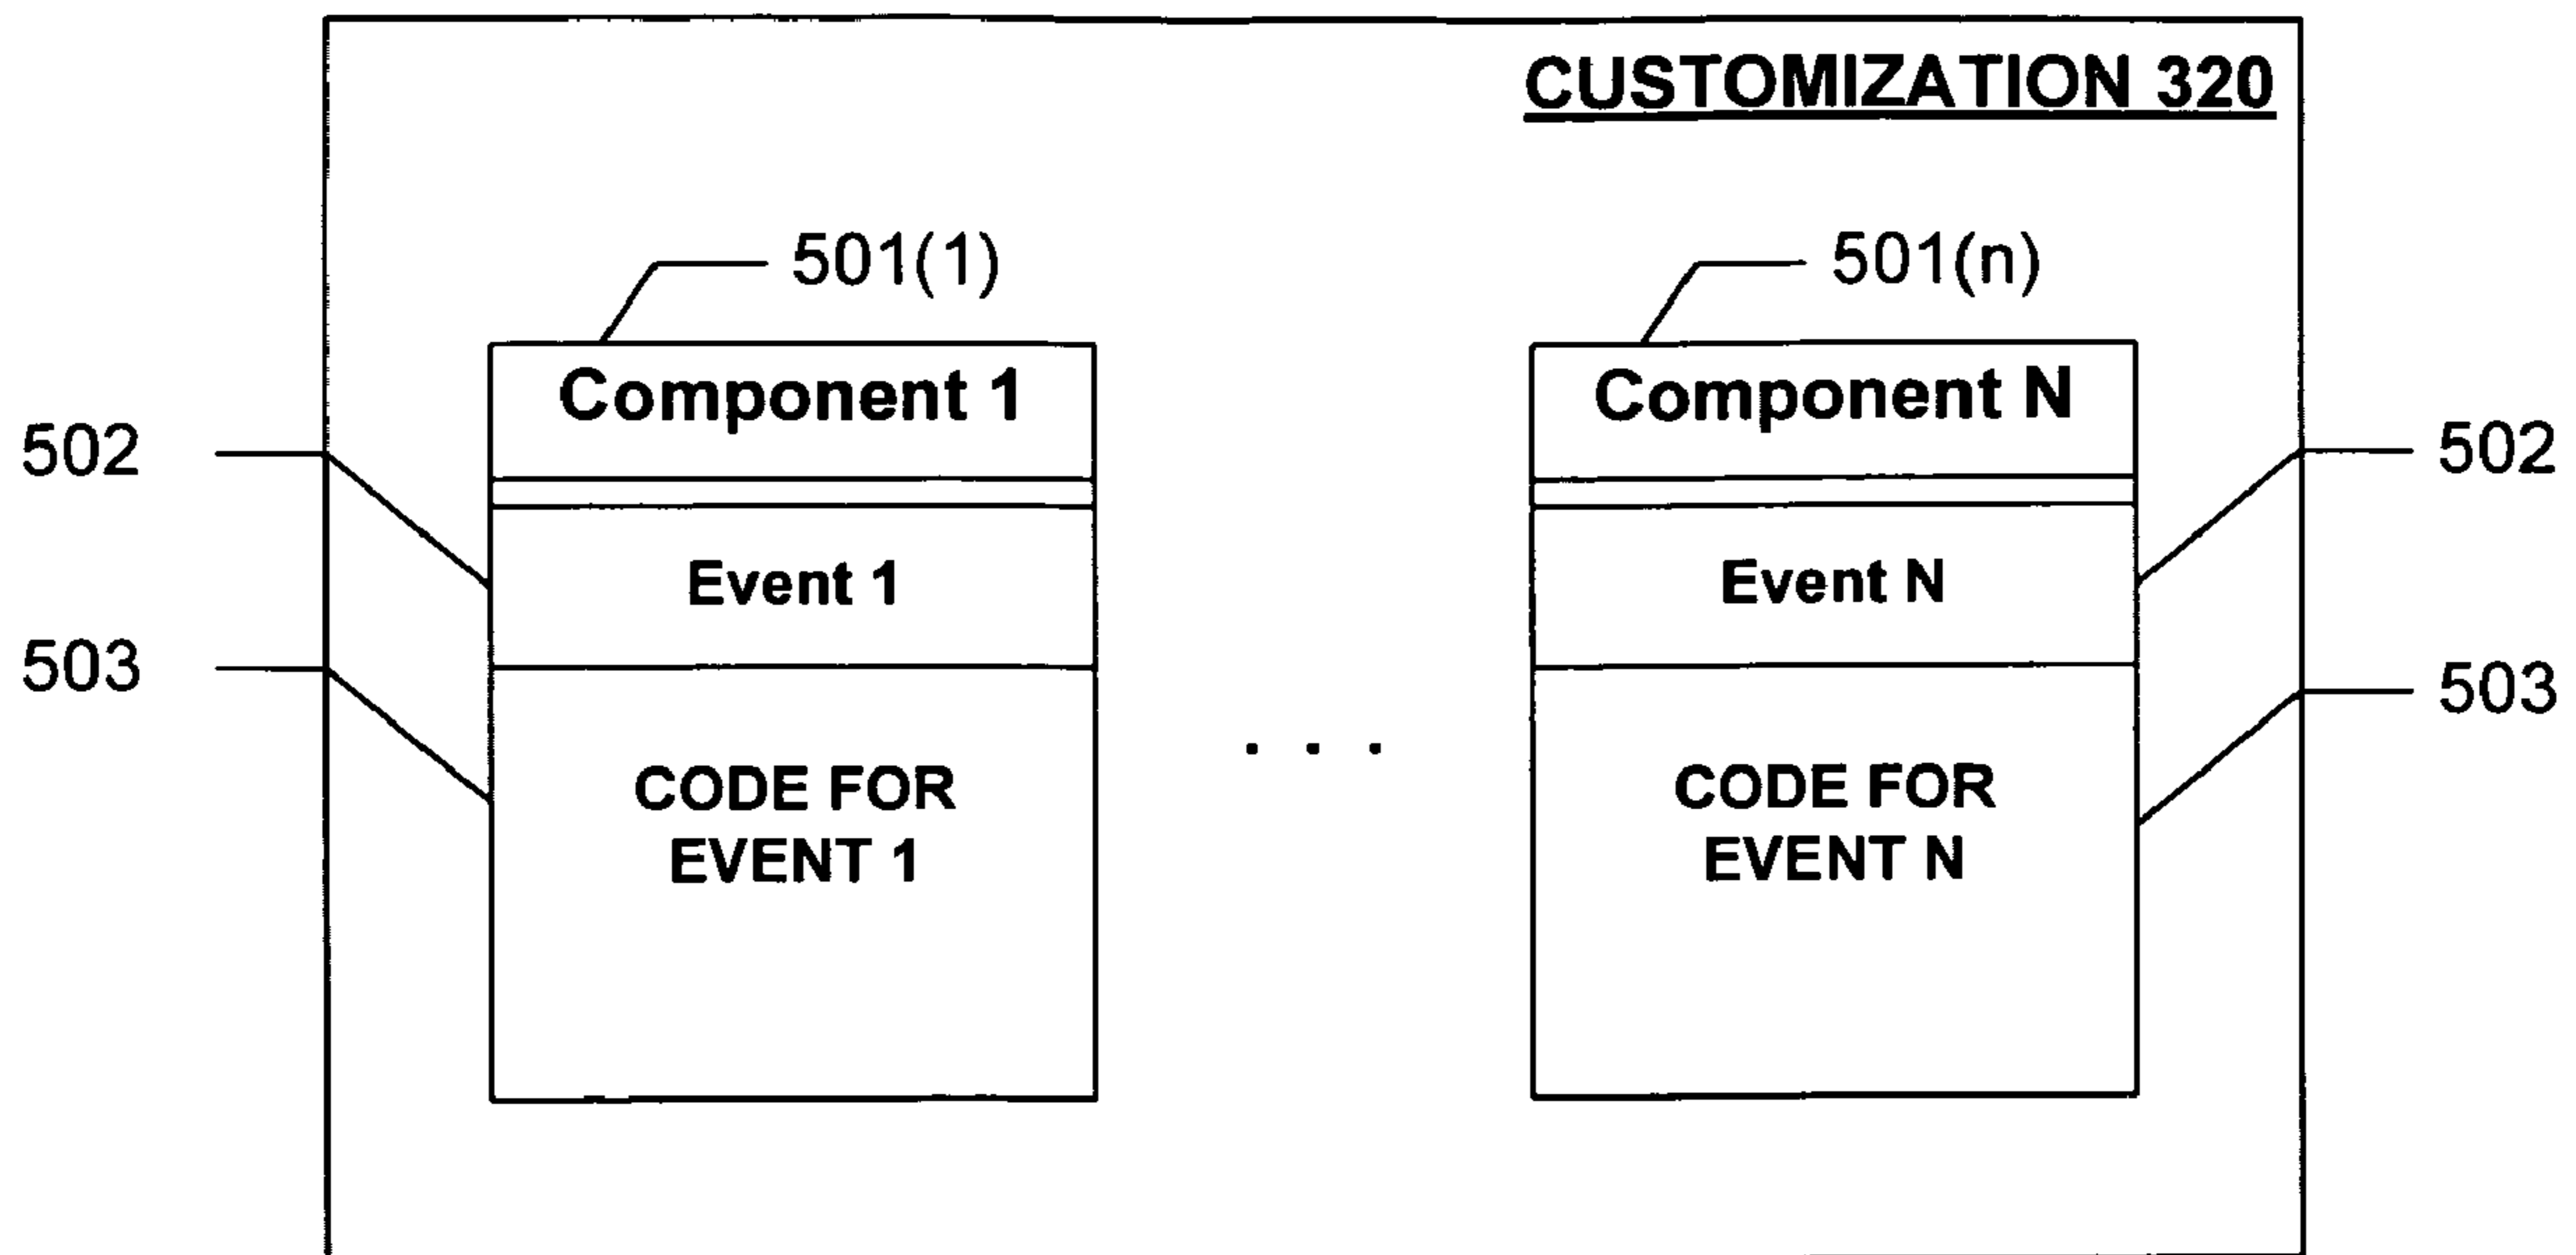 CUSTOMIZATION 320
501(1)
501(n)
Component 1
Component N
502
502
Event 1
Event N
503
503
CODE FOR
EVENT 1
. . .
CODE FOR
EVENT N